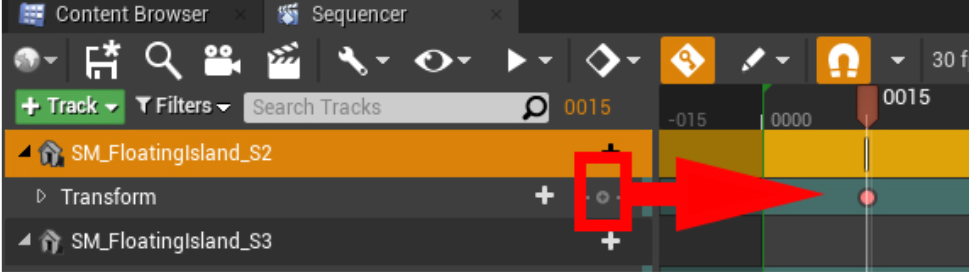 Content Browser Sequencer
30 f
+ Track Filters Search Tracks 0015 0015
-015 0000
SM_FloatingIsland_S2
Transform
SM_FloatingIsland_S3